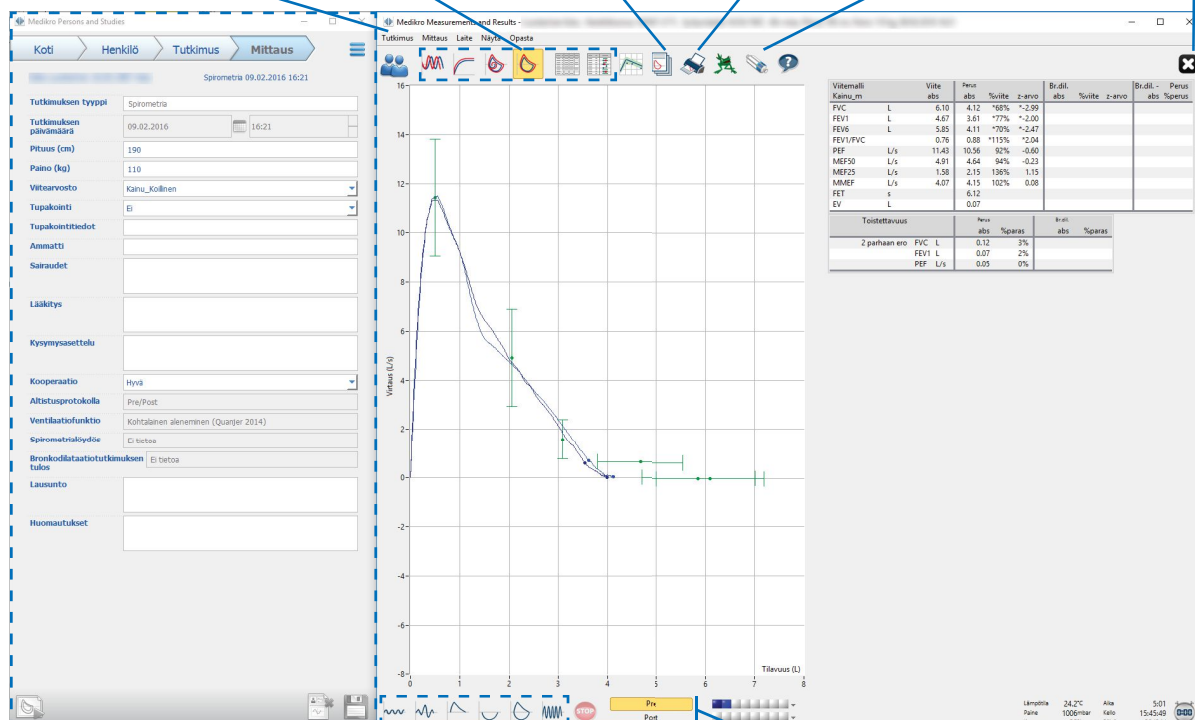 Medikro Persons and Studies
Koti Henkilö Tutkimus Mittaus
Spirometria 09.02.2016 16:21
Tutkimuksen tyyppi Spirometria
Tutkimuksen päivämäärä 09.02.2016 16:21
Pituus (cm) 190
Paino (kg) 110
Viitearvosto Kainu_Koillinen
Tupakointi Ei
Tupakointitiedot
Ammatti
Sairaudet
Lääkitys
Kysymysasettelu
Kooperaatio Hyvä
Altistusprotokolla Pre/Post
Ventilaatiofunktio Kohtalainen aleneminen (Quanjer 2014)
Spirometrialöydös Ei tietoa
Bronkodilataatiotutkimuksen tulos Ei tietoa
Lausunto
Huomautukset
Medikro Measurements and Results -
Tutkimus Mittaus Laite Näytä Opasta
16
14
12
10
8
6
4
2
0
-2
-4
-6
-8
Virtaus (L/s)
0 1 2 3 4 5 6 7 8
Tilavuus (L)
Viitemalli Viite Perus Br.dil. Br.dil. - Perus
Kainu_m abs abs %viite z-arvo abs %viite z-arvo abs %perus
FVC L 6.10 4.12 *68% *-2.99
FEV1 L 4.67 3.61 *77% *-2.00
FEV6 L 5.85 4.11 *70% *-2.47
FEV1/FVC 0.76 0.88 *115% *2.04
PEF L/s 11.43 10.56 92% -0.60
MEF50 L/s 4.91 4.64 94% -0.23
MEF25 L/s 1.58 2.15 136% 1.15
MMEF L/s 4.07 4.15 102% 0.08
FET s 6.12
EV L 0.07
Toistettavuus Perus Br.dil.
abs %paras abs %paras
2 parhaan ero FVC L 0.12 3%
FEV1 L 0.07 2%
PEF L/s 0.05 0%
STOP
Pre
Post
Lämpötila 24.2°C Aika 5:01
Paine 1006mbar Kello 15:45:49
0:00